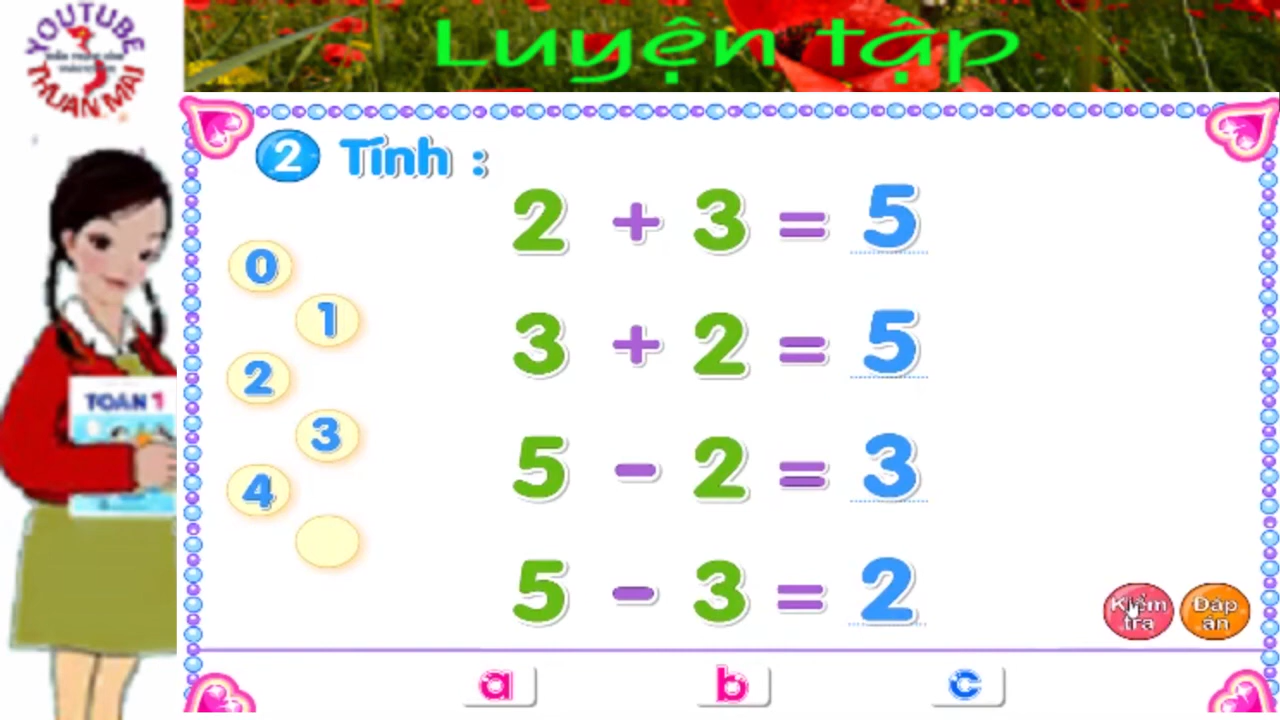 YOUTUBE
THUAN MAI
Luyện tập
2 Tính :
2 + 3 = 5
3 + 2 = 5
5 - 2 = 3
5 - 3 = 2
0
1
2
3
4
TOÁN 1
Kiểm tra
Đáp án
a b c